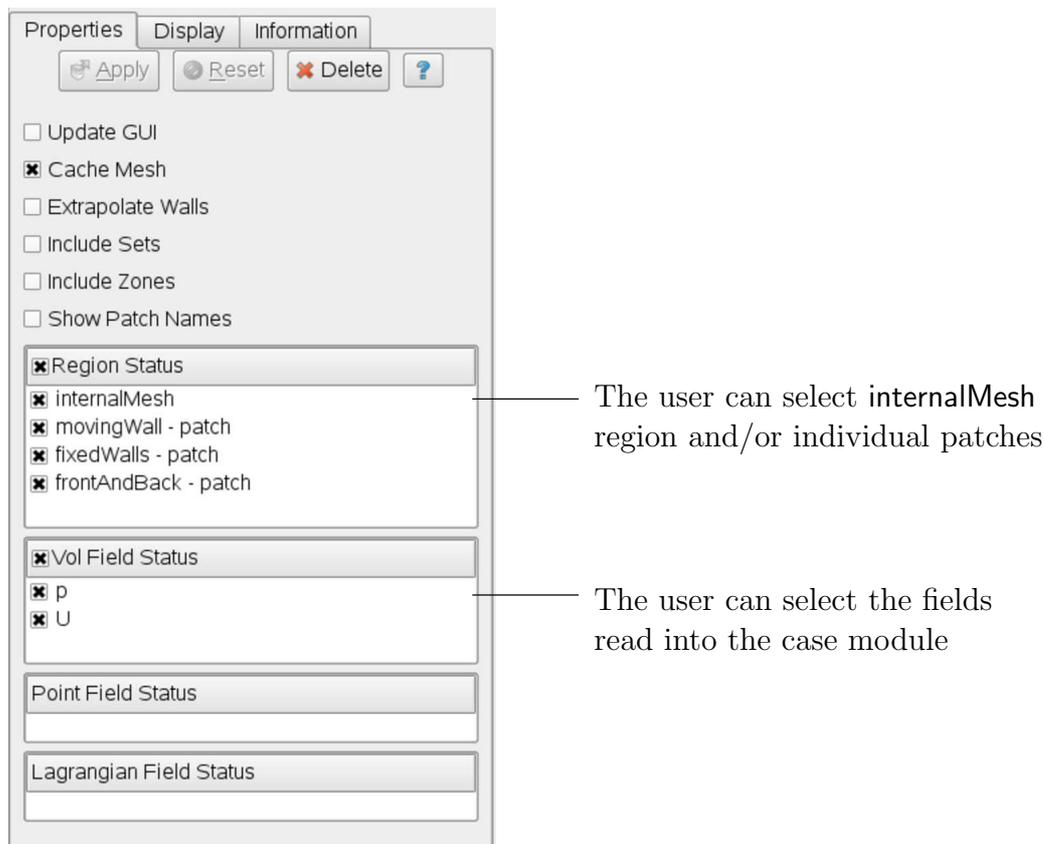 Properties Display Information
Apply Reset Delete ?
Update GUI
Cache Mesh
Extrapolate Walls
Include Sets
Include Zones
Show Patch Names
Region Status
internalMesh
movingWall - patch
fixedWalls - patch
frontAndBack - patch
The user can select internalMesh
region and/or individual patches
Vol Field Status
p
U
The user can select the fields
read into the case module
Point Field Status
Lagrangian Field Status